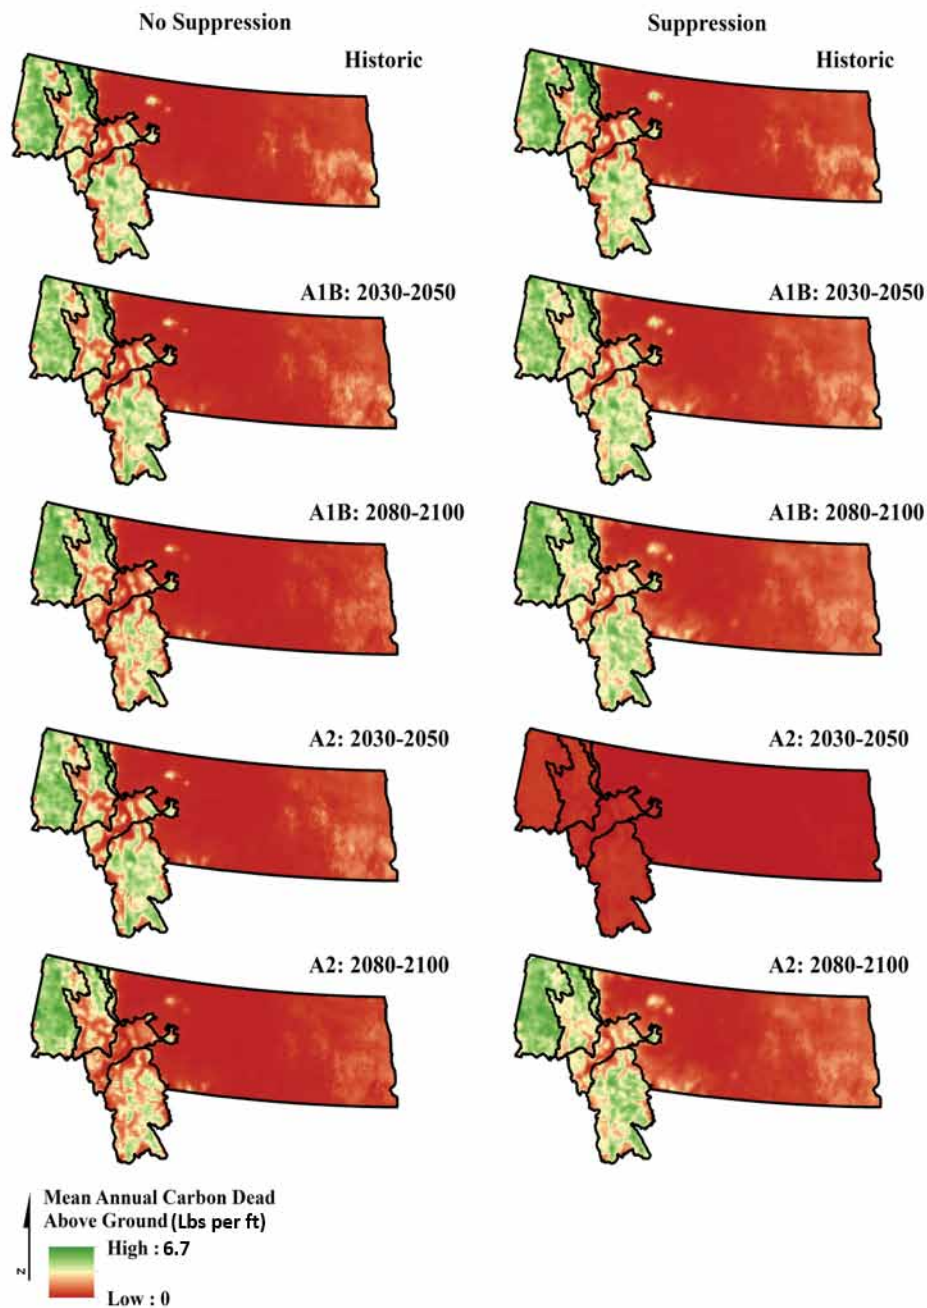 No Suppression
Suppression
Historic
Historic
A1B: 2030-2050
A1B: 2030-2050
A1B: 2080-2100
A1B: 2080-2100
A2: 2030-2050
A2: 2030-2050
A2: 2080-2100
A2: 2080-2100
Mean Annual Carbon Dead
Above Ground (Lbs per ft)
High : 6.7
Low : 0
z